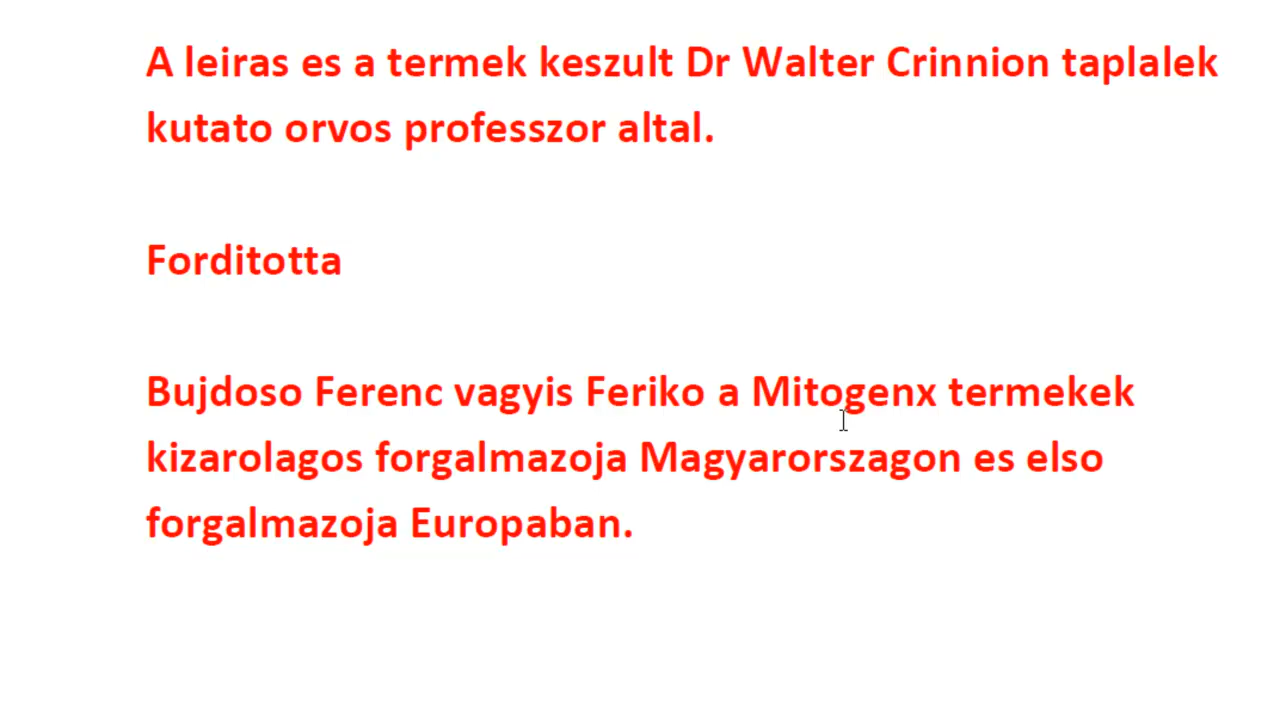 A leiras es a termek keszult Dr Walter Crinnion taplalek
kutato orvos professzor altal.
Forditotta
Bujdoso Ferenc vagyis Feriko a Mitogenx termekek
kizarolagos forgalmazoja Magyarorszagon es elso
forgalmazoja Europaban.